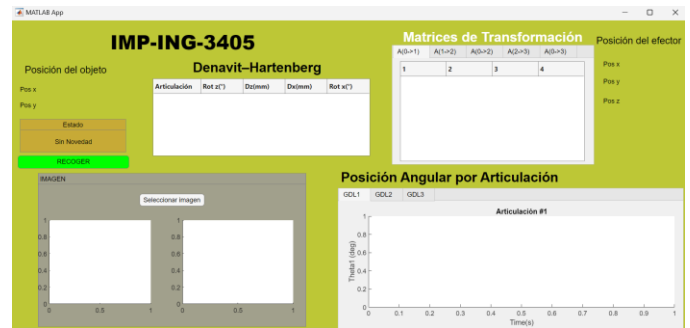 MATLAB App
IMP-ING-3405
Matrices de Transformación
Posición del efector
Posición del objeto
Denavit–Hartenberg
A(0->1) A(1->2) A(0->2) A(2->3) A(0->3)
1 2 3 4
Pos x
Pos y
Pos z
Pos x
Pos y
Articulación Rot z(°) Dz(mm) Dx(mm) Rot x(°)
Estado
Sin Novedad
RECOGER
IMAGEN
Seleccionar imagen
1
0.8
0.6
0.4
0.2
0
0 0.5 1
1
0.8
0.6
0.4
0.2
0
0 0.5 1
Posición Angular por Articulación
GDL1 GDL2 GDL3
Articulación #1
Theta1 (deg)
1
0.8
0.6
0.4
0.2
0
0 0.1 0.2 0.3 0.4 0.5 0.6 0.7 0.8 0.9 1
Time(s)